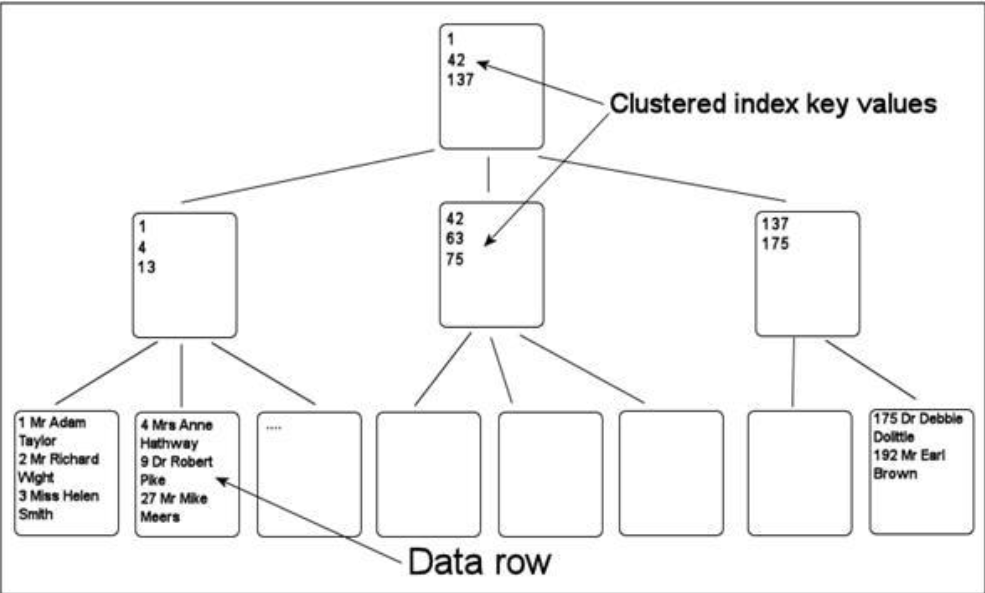 1
42
137
Clustered index key values
1
4
13
42
63
75
137
175
1 Mr Adam
Taylor
2 Mr Richard
Wight
3 Miss Helen
Smith
4 Mrs Anne
Hathway
9 Dr Robert
Pike
27 Mr Mike
Meers
....
175 Dr Debbie
Dolittle
192 Mr Earl
Brown
Data row